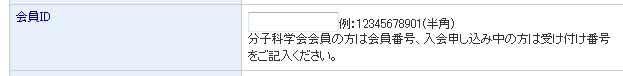 会員ID
例:12345678901(半角)
分子科学会会員の方は会員番号、入会申し込み中の方は受け付け番号
をご記入ください。